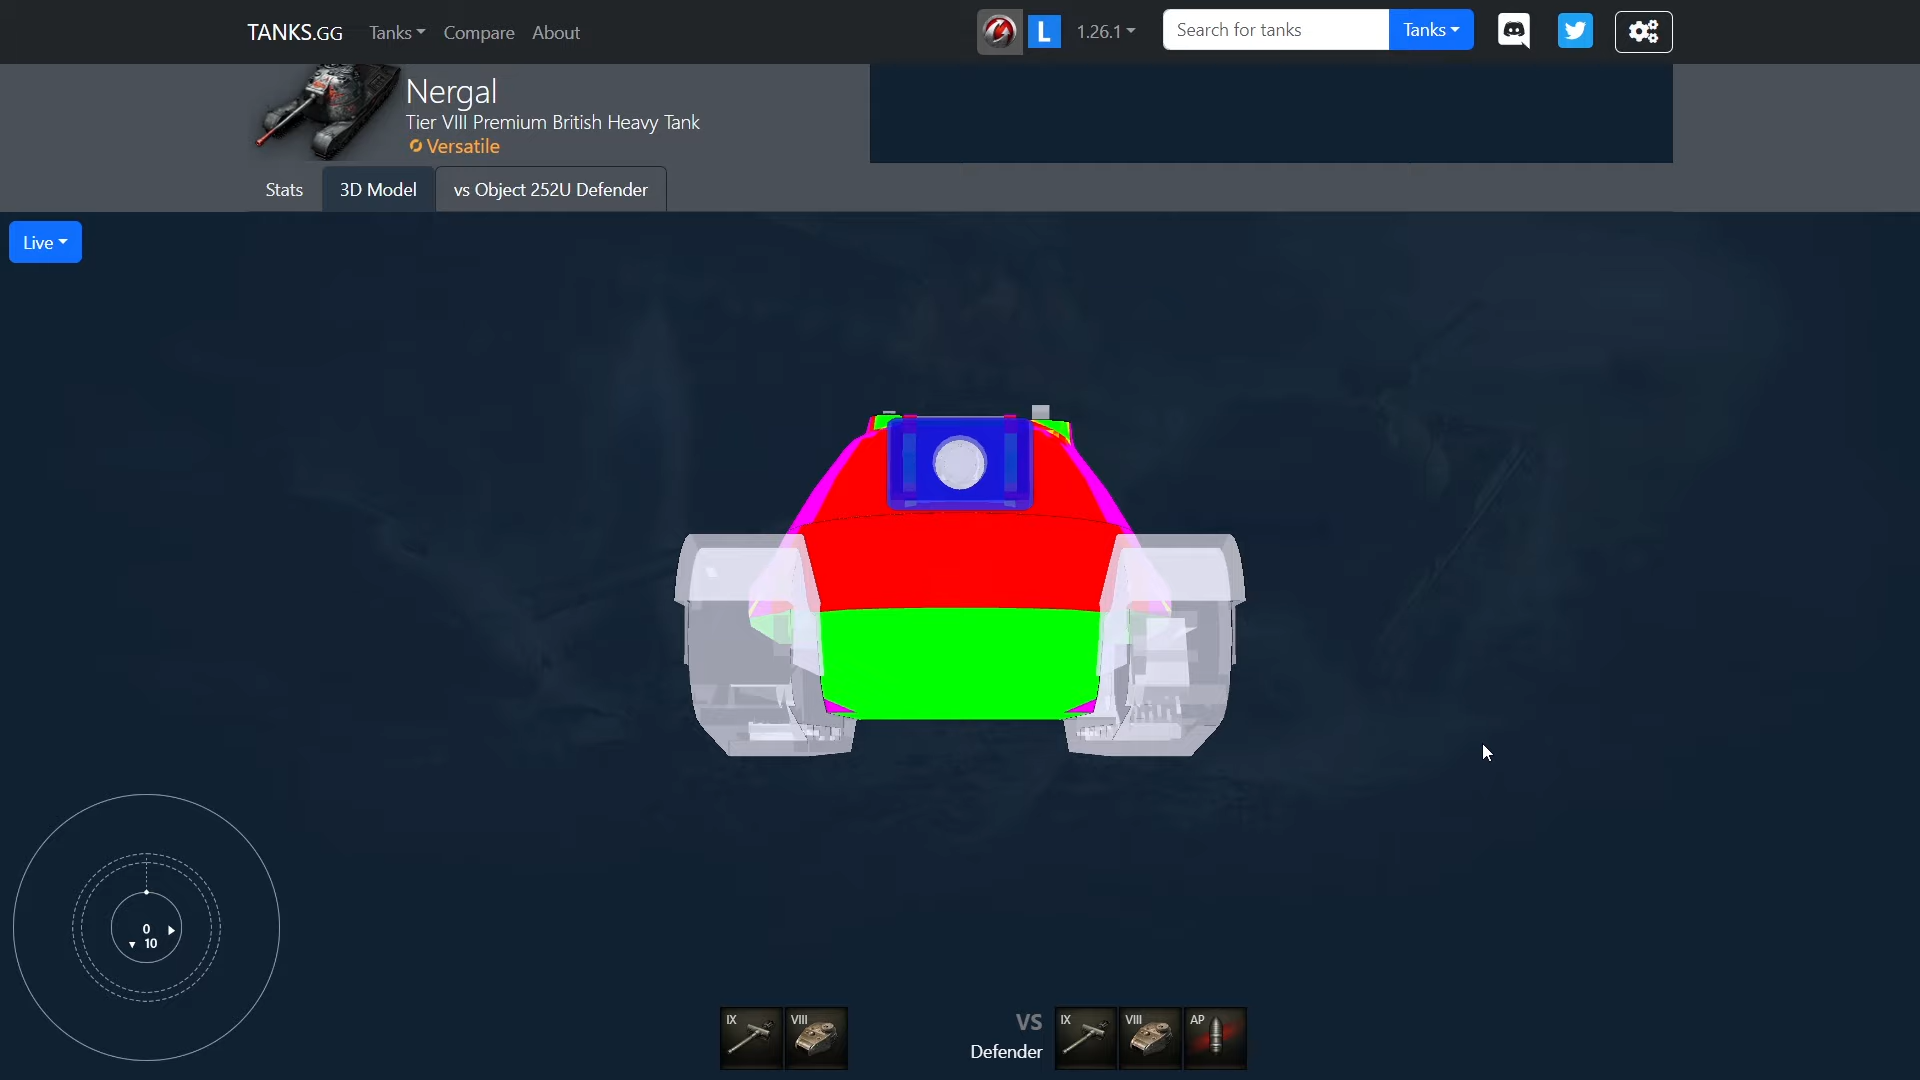 TANKS.GG
Tanks
Compare
About
L
1.26.1
Search for tanks
Tanks
Nergal
Tier VIII Premium British Heavy Tank
Versatile
Stats
3D Model
vs Object 252U Defender
Live
0
10
IX
VIII
VS
Defender
IX
VIII
AP